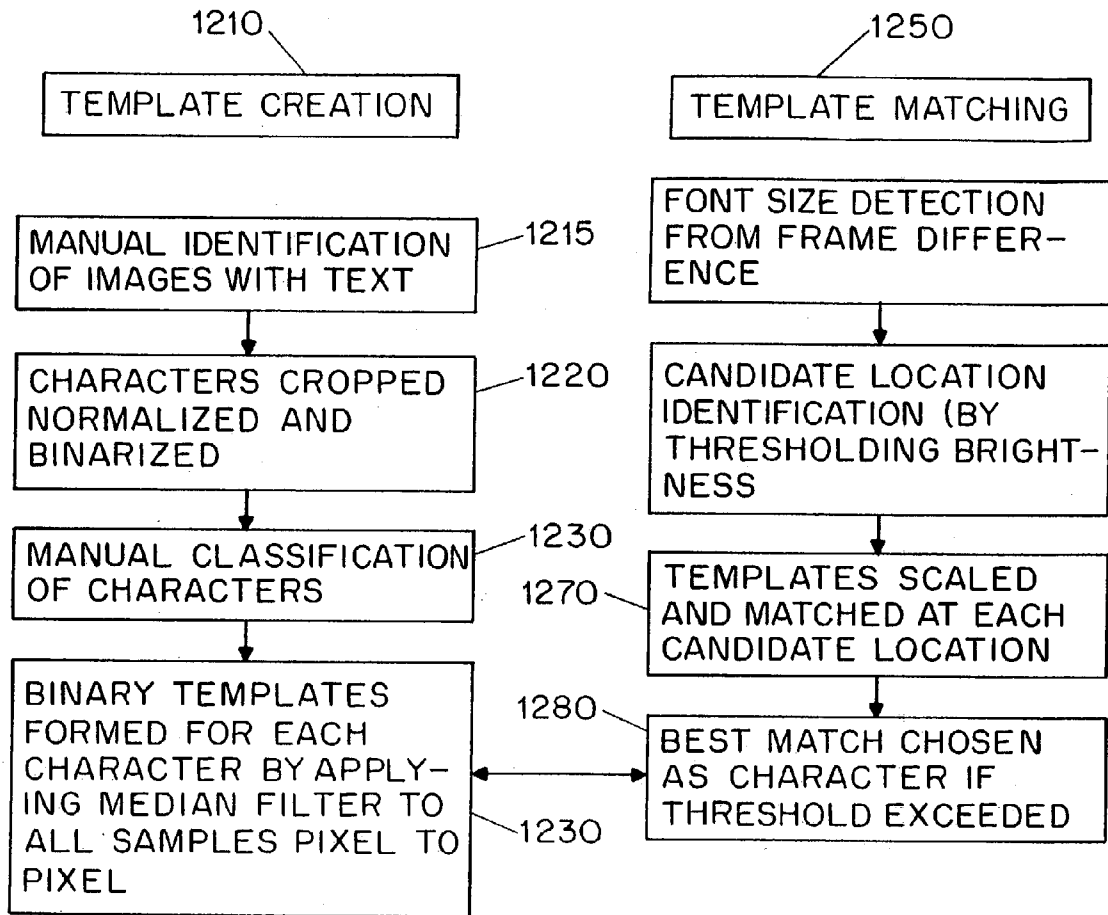 1210
TEMPLATE CREATION
MANUAL IDENTIFICATION
OF IMAGES WITH TEXT
1215
CHARACTERS CROPPED
NORMALIZED AND
BINARIZED
1220
MANUAL CLASSIFICATION
OF CHARACTERS
1230
BINARY TEMPLATES
FORMED FOR EACH
CHARACTER BY APPLY-
ING MEDIAN FILTER TO
ALL SAMPLES PIXEL TO
PIXEL
1230
1250
TEMPLATE MATCHING
FONT SIZE DETECTION
FROM FRAME DIFFER-
ENCE
CANDIDATE LOCATION
IDENTIFICATION (BY
THRESHOLDING BRIGHT-
NESS
1270
TEMPLATES SCALED
AND MATCHED AT EACH
CANDIDATE LOCATION
1280
BEST MATCH CHOSEN
AS CHARACTER IF
THRESHOLD EXCEEDED